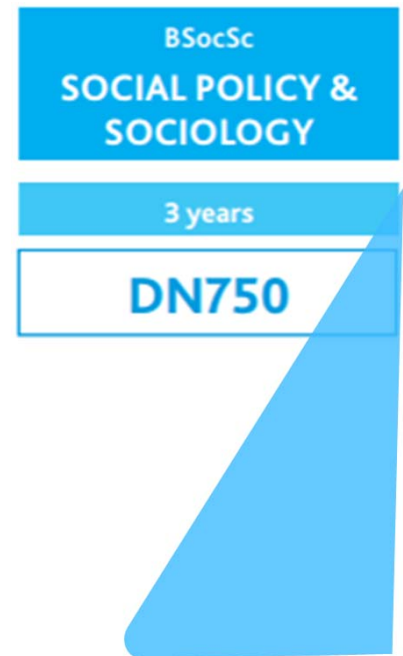 BSocSc
SOCIAL POLICY &
SOCIOLOGY
3 years
DN750